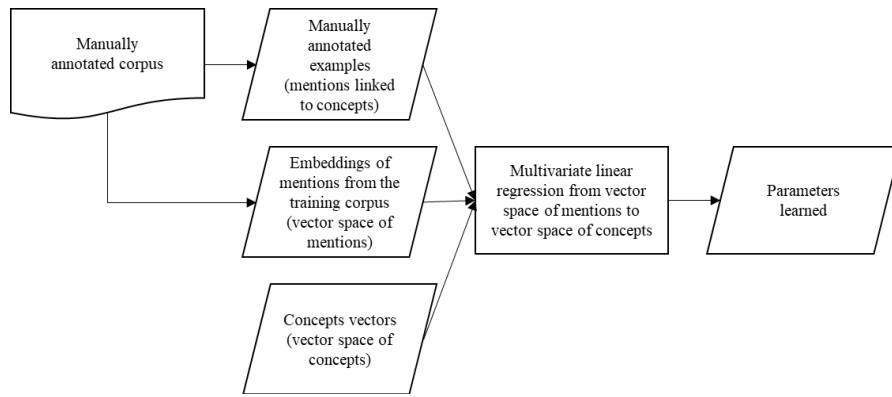 Manually
annotated corpus
Manually
annotated
examples
(mentions linked
to concepts)
Embeddings of
mentions from the
training corpus
(vector space of
mentions)
Concepts vectors
(vector space of
concepts)
Multivariate linear
regression from vector
space of mentions to
vector space of concepts
Parameters
learned